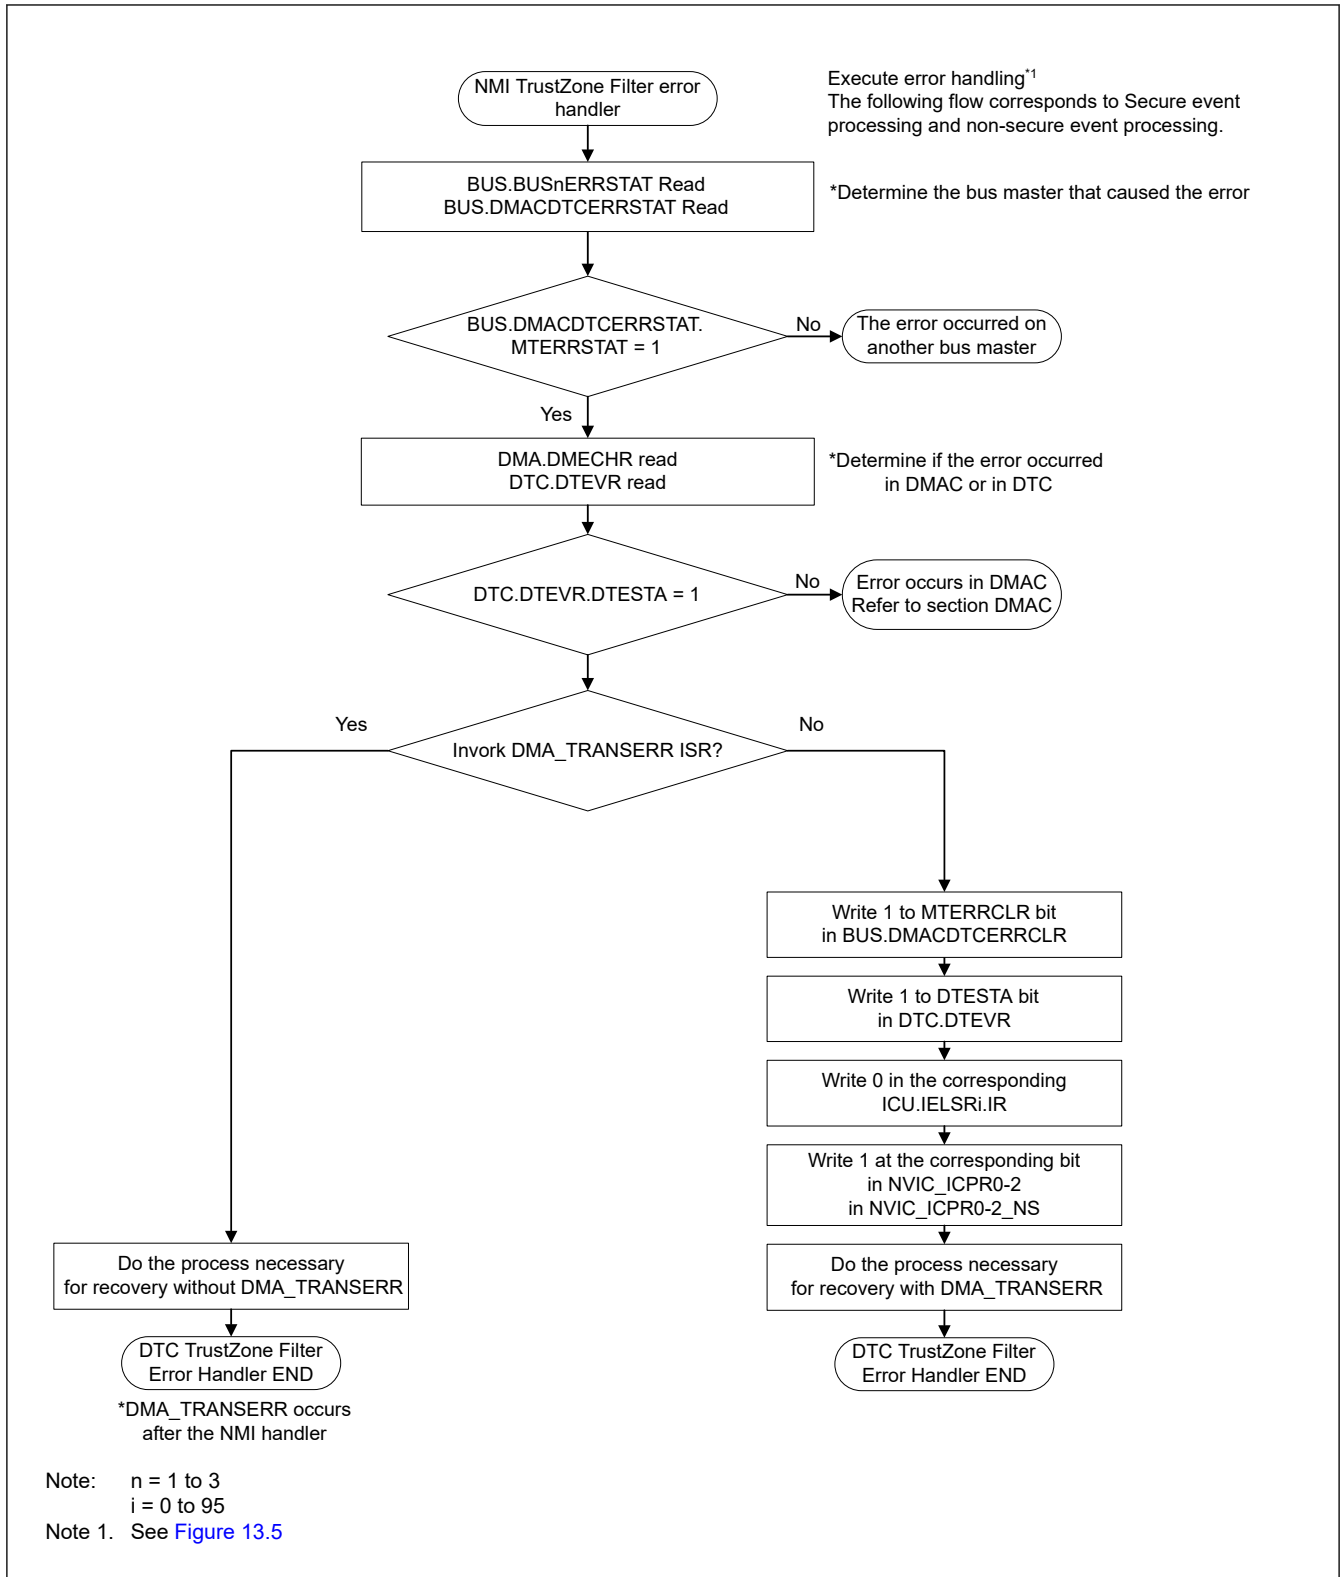 NMI TrustZone Filter error
handler
Execute error handling*1
The following flow corresponds to Secure event
processing and non-secure event processing.
BUS.BUSnERRSTAT Read
BUS.DMACDTCERRSTAT Read
*Determine the bus master that caused the error
BUS.DMACDTCERRSTAT.
MTERRSTAT = 1
No
The error occurred on
another bus master
Yes
DMA.DMECHR read
DTC.DTEVR read
*Determine if the error occurred
in DMAC or in DTC
DTC.DTEVR.DTESTA = 1
No
Error occurs in DMAC
Refer to section DMAC
Yes
Invork DMA_TRANSERR ISR?
No
Write 1 to MTERRCLR bit
in BUS.DMACDTCERRCLR
Write 1 to DTESTA bit
in DTC.DTEVR
Write 0 in the corresponding
ICU.IELSRi.IR
Write 1 at the corresponding bit
in NVIC_ICPR0-2
in NVIC_ICPR0-2_NS
Do the process necessary
for recovery without DMA_TRANSERR
Do the process necessary
for recovery with DMA_TRANSERR
DTC TrustZone Filter
Error Handler END
DTC TrustZone Filter
Error Handler END
*DMA_TRANSERR occurs
after the NMI handler
Note: n = 1 to 3
i = 0 to 95
Note 1. See Figure 13.5